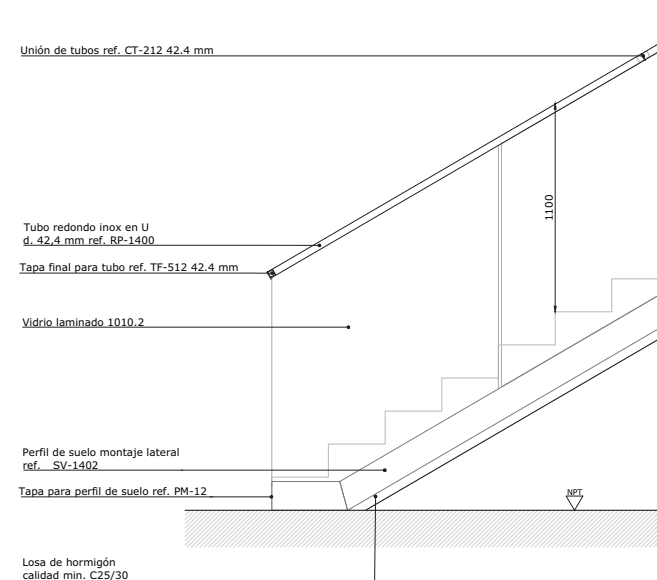 Unión de tubos ref. CT-212 42.4 mm
1100
Tubo redondo inox en U
d. 42,4 mm ref. RP-1400
Tapa final para tubo ref. TF-512 42.4 mm
Vidrio laminado 1010.2
Perfil de suelo montaje lateral
ref. SV-1402
Tapa para perfil de suelo ref. PM-12
NPT
Losa de hormigón
calidad min. C25/30